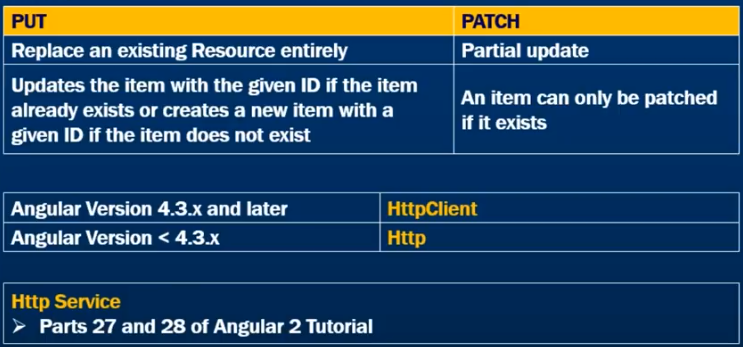 PUT PATCH
Replace an existing Resource entirely Partial update
Updates the item with the given ID if the item
already exists or creates a new item with a
given ID if the item does not exist
An item can only be patched
if it exists
Angular Version 4.3.x and later HttpClient
Angular Version < 4.3.x Http
Http Service
➢ Parts 27 and 28 of Angular 2 Tutorial